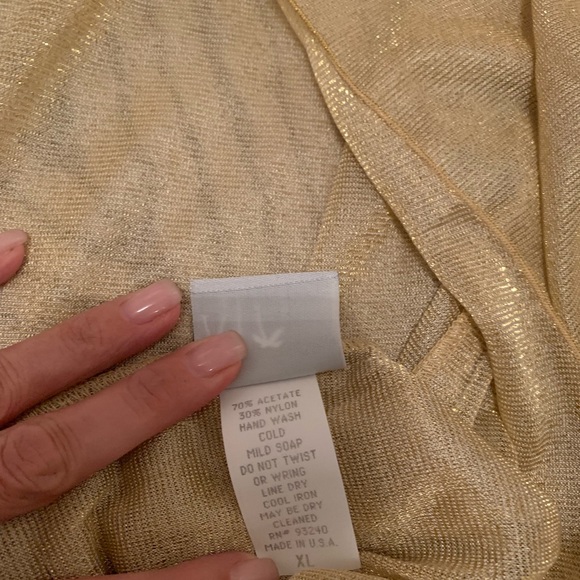 70% ACETATE
30% NYLON
HAND WASH
COLD
MILD SOAP
DO NOT TWIST
OR WRING
LINE DRY
COOL IRON
MAY BE DRY
CLEANED
RN# 93240
MADE IN U.S.A.
XL